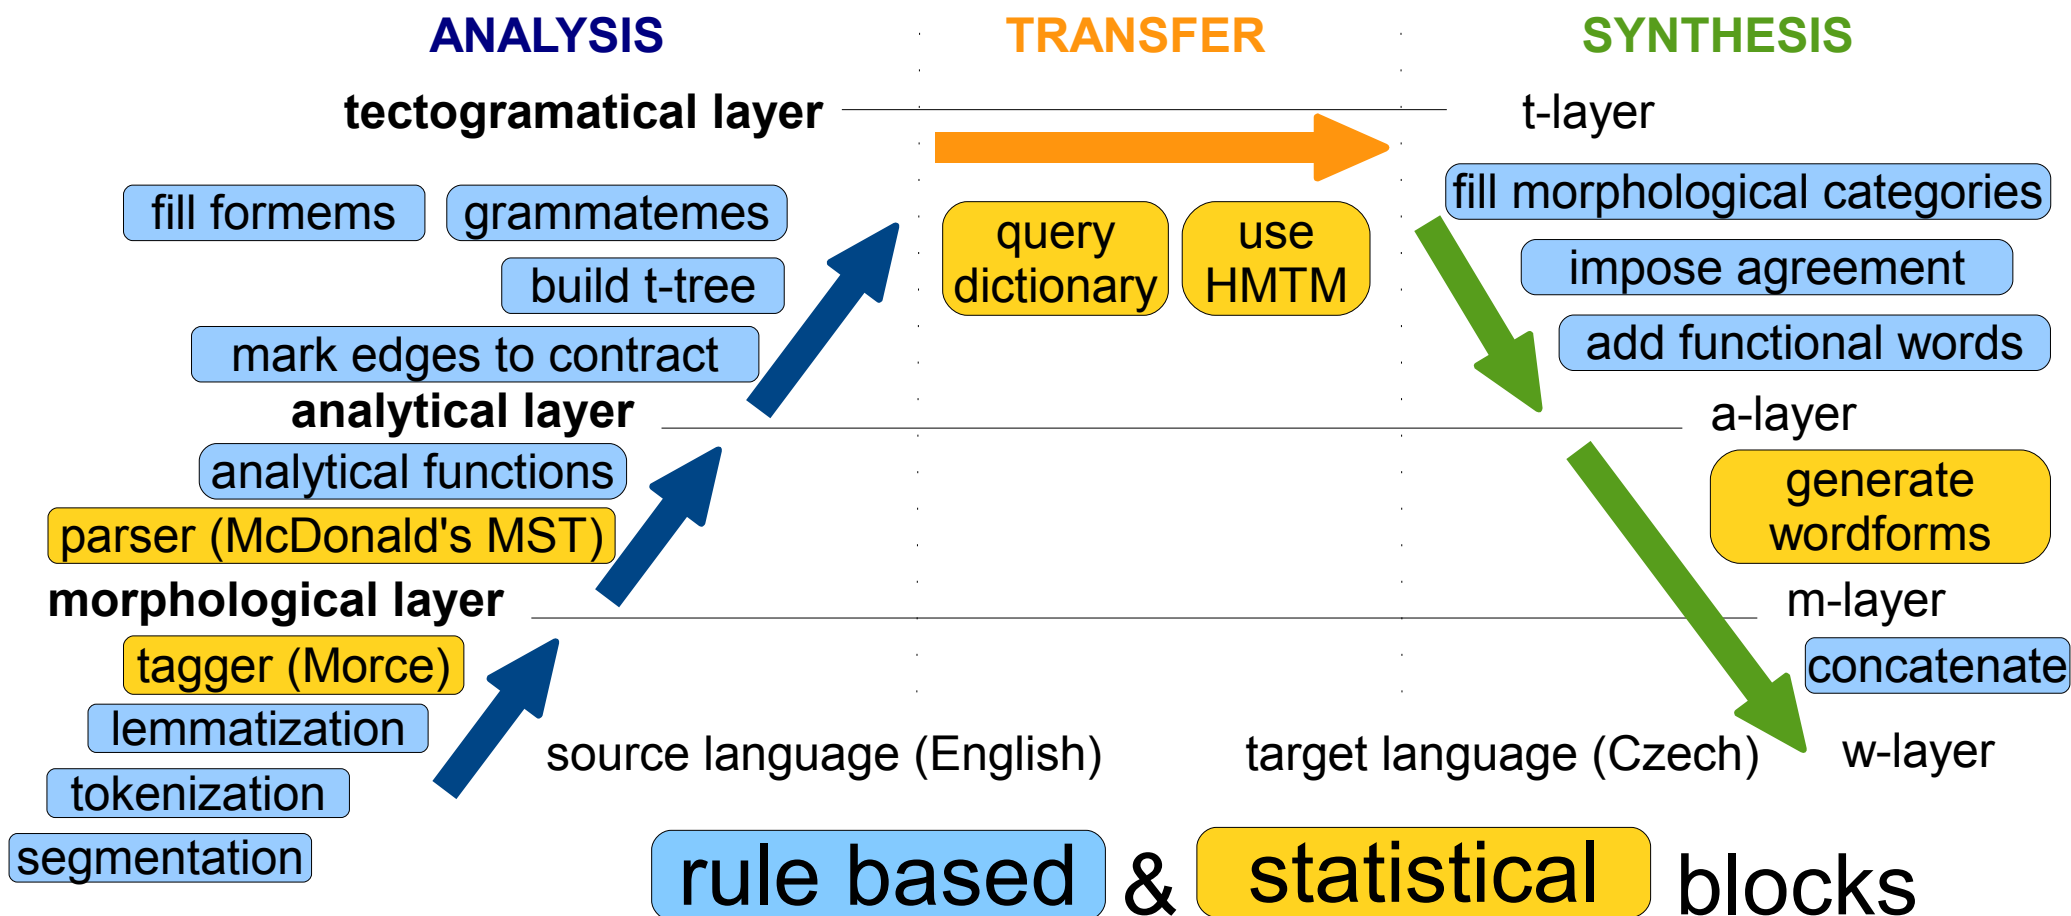 ANALYSIS TRANSFER SYNTHESIS
tectogramatical layer t-layer
fill formems grammatemes
build t-tree
mark edges to contract
query
dictionary
use
HMTM
fill morphological categories
impose agreement
add functional words
analytical layer a-layer
analytical functions
parser (McDonald's MST)
generate
wordforms
morphological layer m-layer
tagger (Morce)
concatenate
lemmatization
source language (English) target language (Czech) w-layer
tokenization
segmentation
rule based & statistical blocks